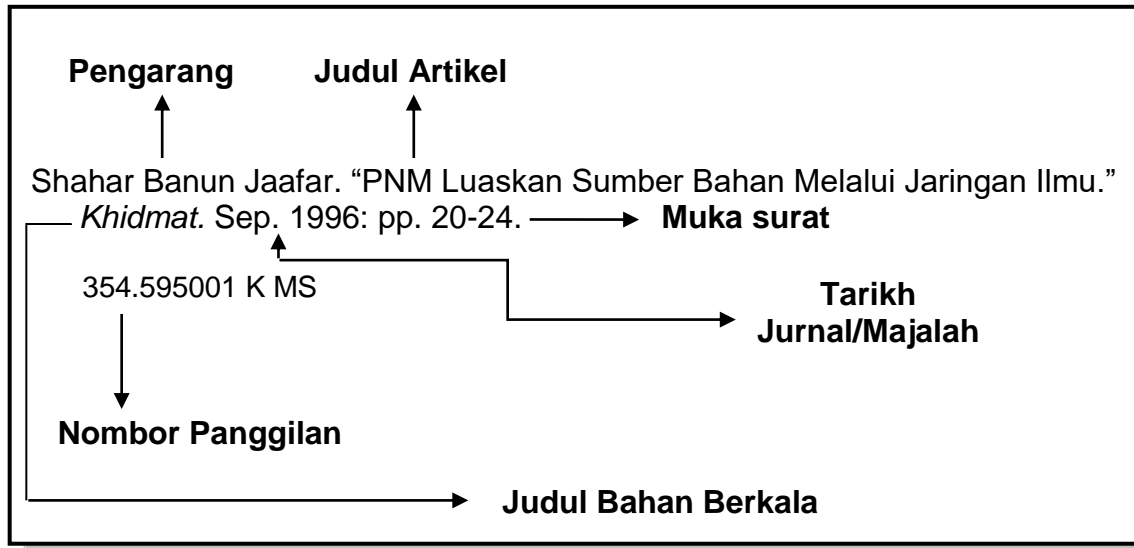 Pengarang Judul Artikel
Shahar Banun Jaafar. “PNM Luaskan Sumber Bahan Melalui Jaringan Ilmu.”
Khidmat. Sep. 1996: pp. 20-24. Muka surat
354.595001 K MS
Tarikh
Jurnal/Majalah
Nombor Panggilan
Judul Bahan Berkala